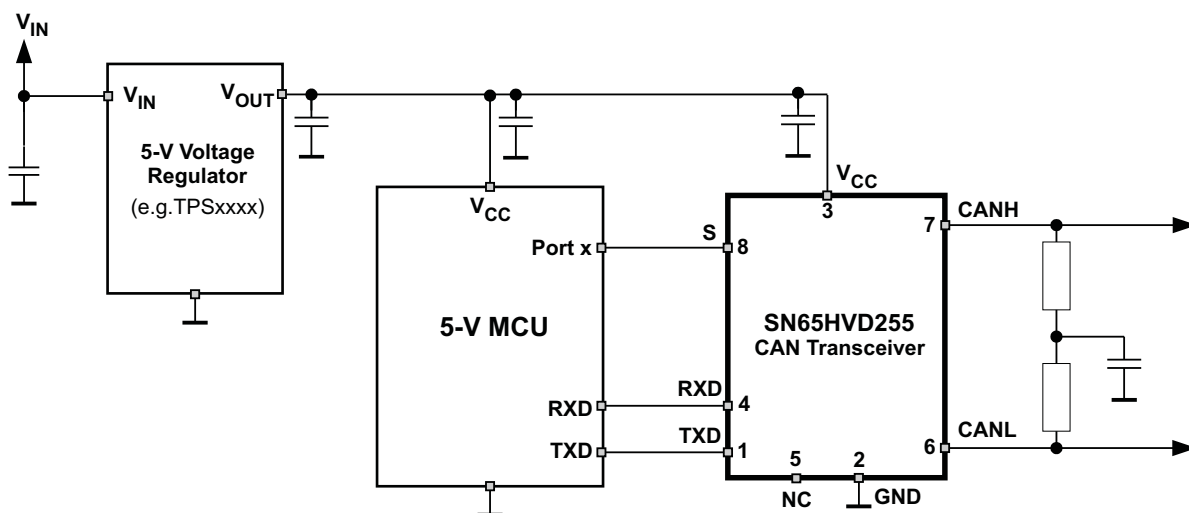 VIN
VIN
VOUT
5-V Voltage
Regulator
(e.g.TPSxxxx)
VCC
Port x
5-V MCU
RXD
TXD
S
8
VCC
3
7
CANH
SN65HVD255
CAN Transceiver
RXD
4
TXD
1
5
2
6
CANL
NC
GND